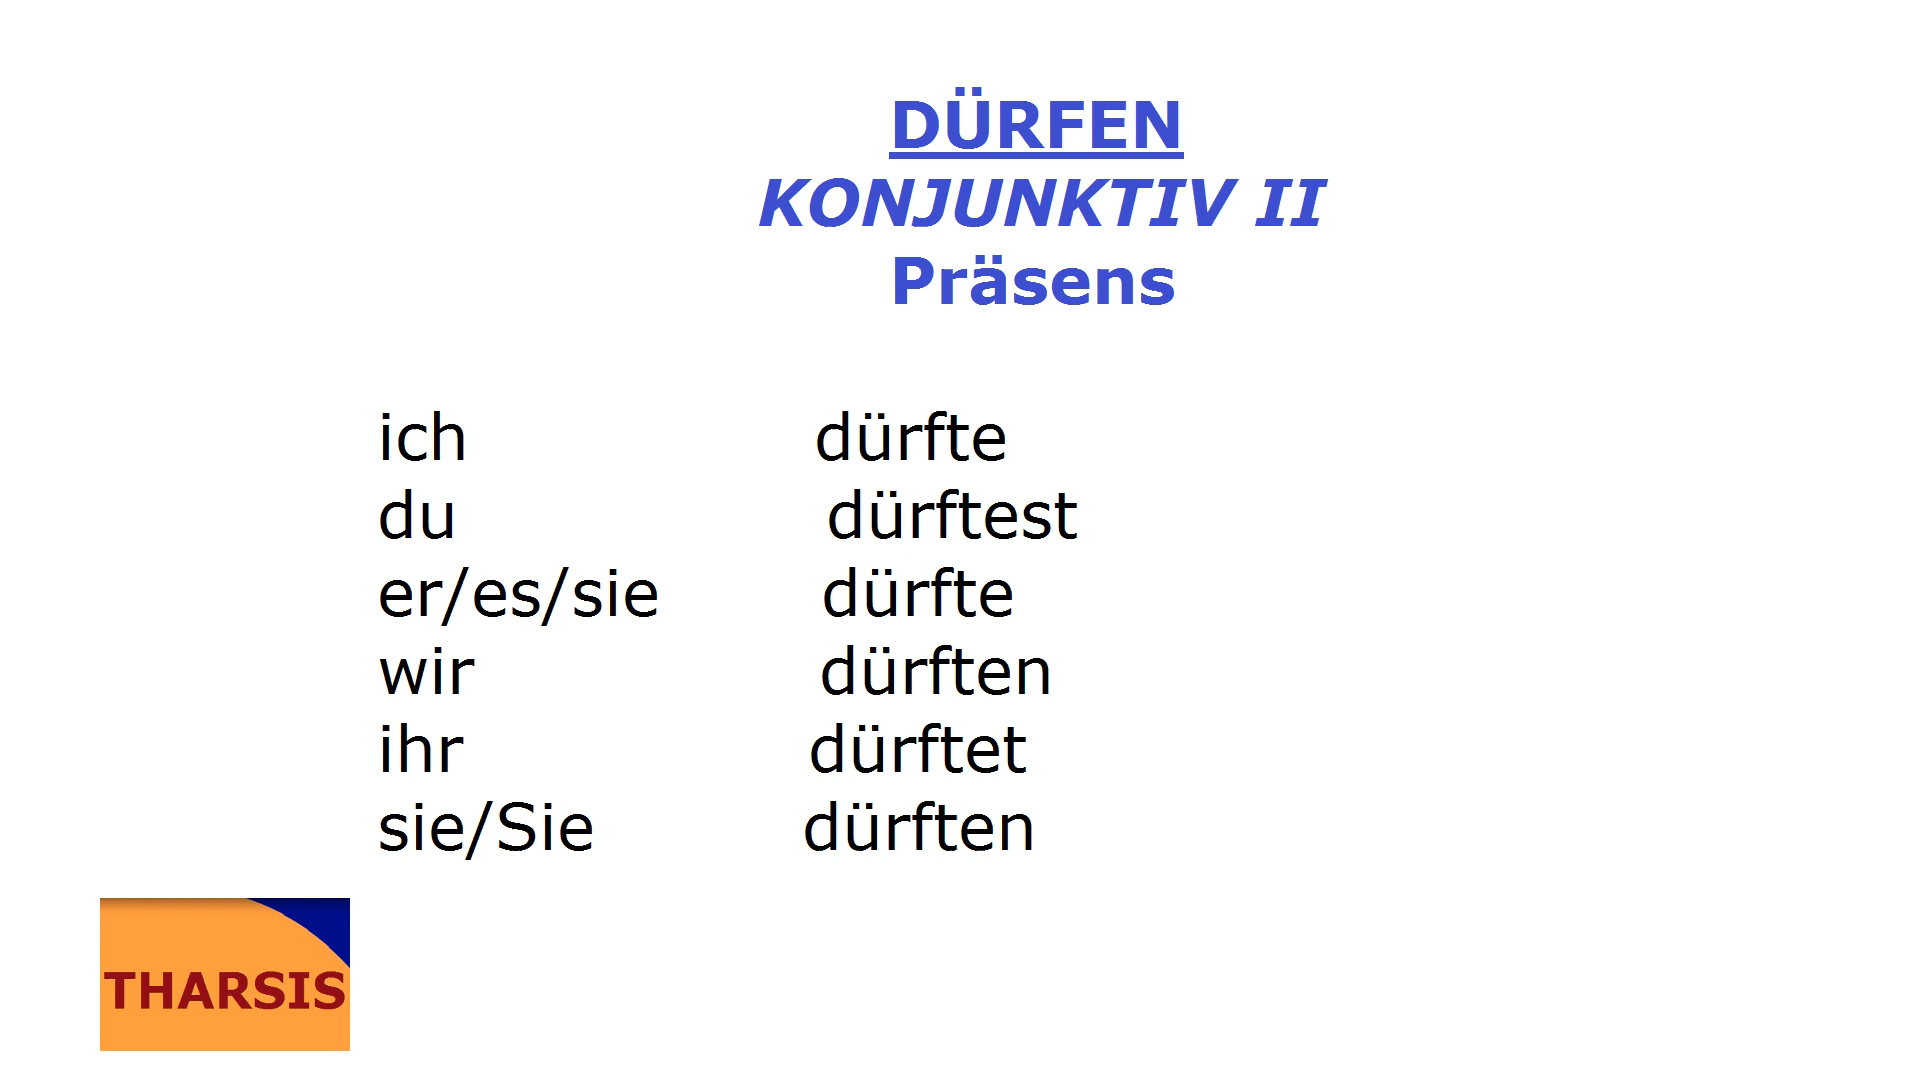 DÜRFEN
KONJUNKTIV II
Präsens
ich dürfte
du dürftest
er/es/sie dürfte
wir dürften
ihr dürftet
sie/Sie dürften
THARSIS